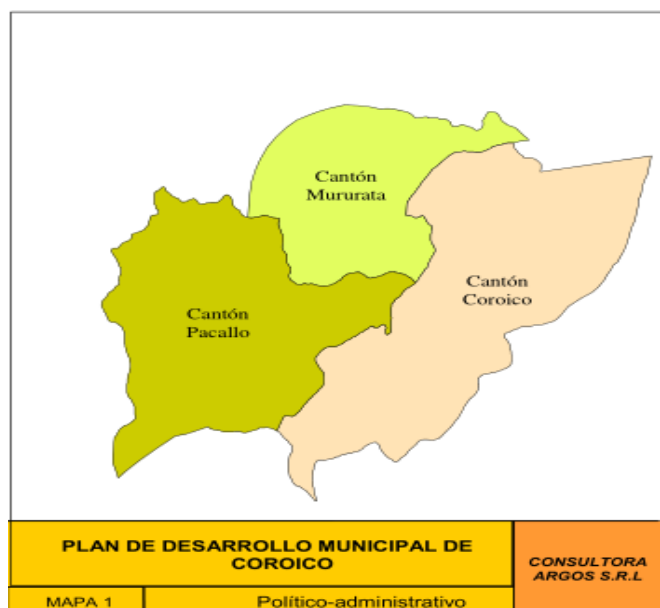 Cantón
Mururata
Cantón
Coroico
Cantón
Pacallo
PLAN DE DESARROLLO MUNICIPAL DE
COROICO
CONSULTORA
ARGOS S.R.L
MAPA 1
Político-administrativo